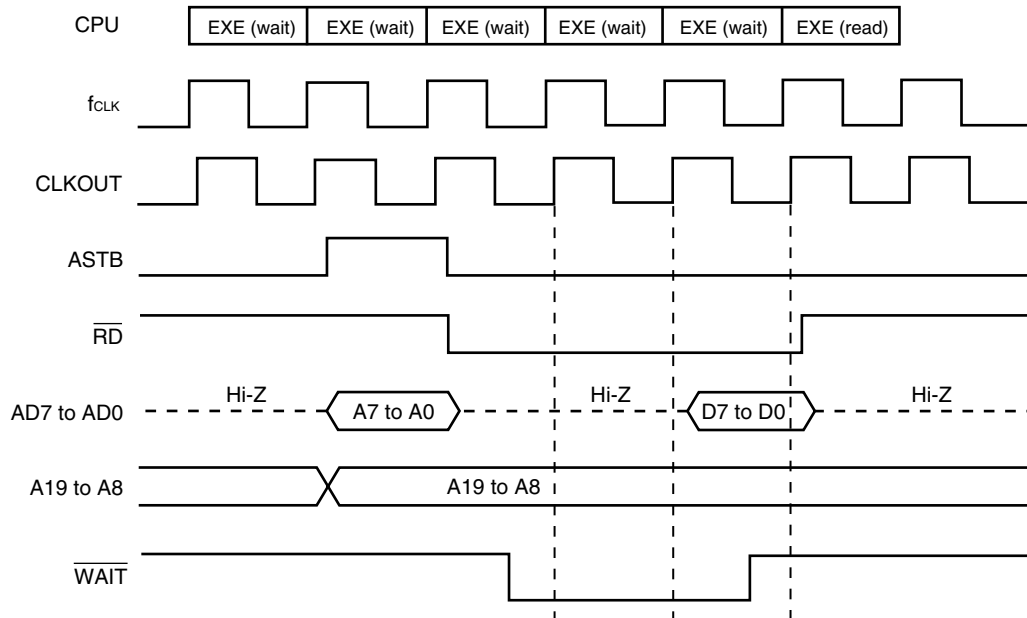 CPU EXE (wait) EXE (wait) EXE (wait) EXE (wait) EXE (wait) EXE (read)
fCLK
CLKOUT
ASTB
RD
AD7 to AD0 Hi-Z A7 to A0 Hi-Z D7 to D0 Hi-Z
A19 to A8 A19 to A8
WAIT